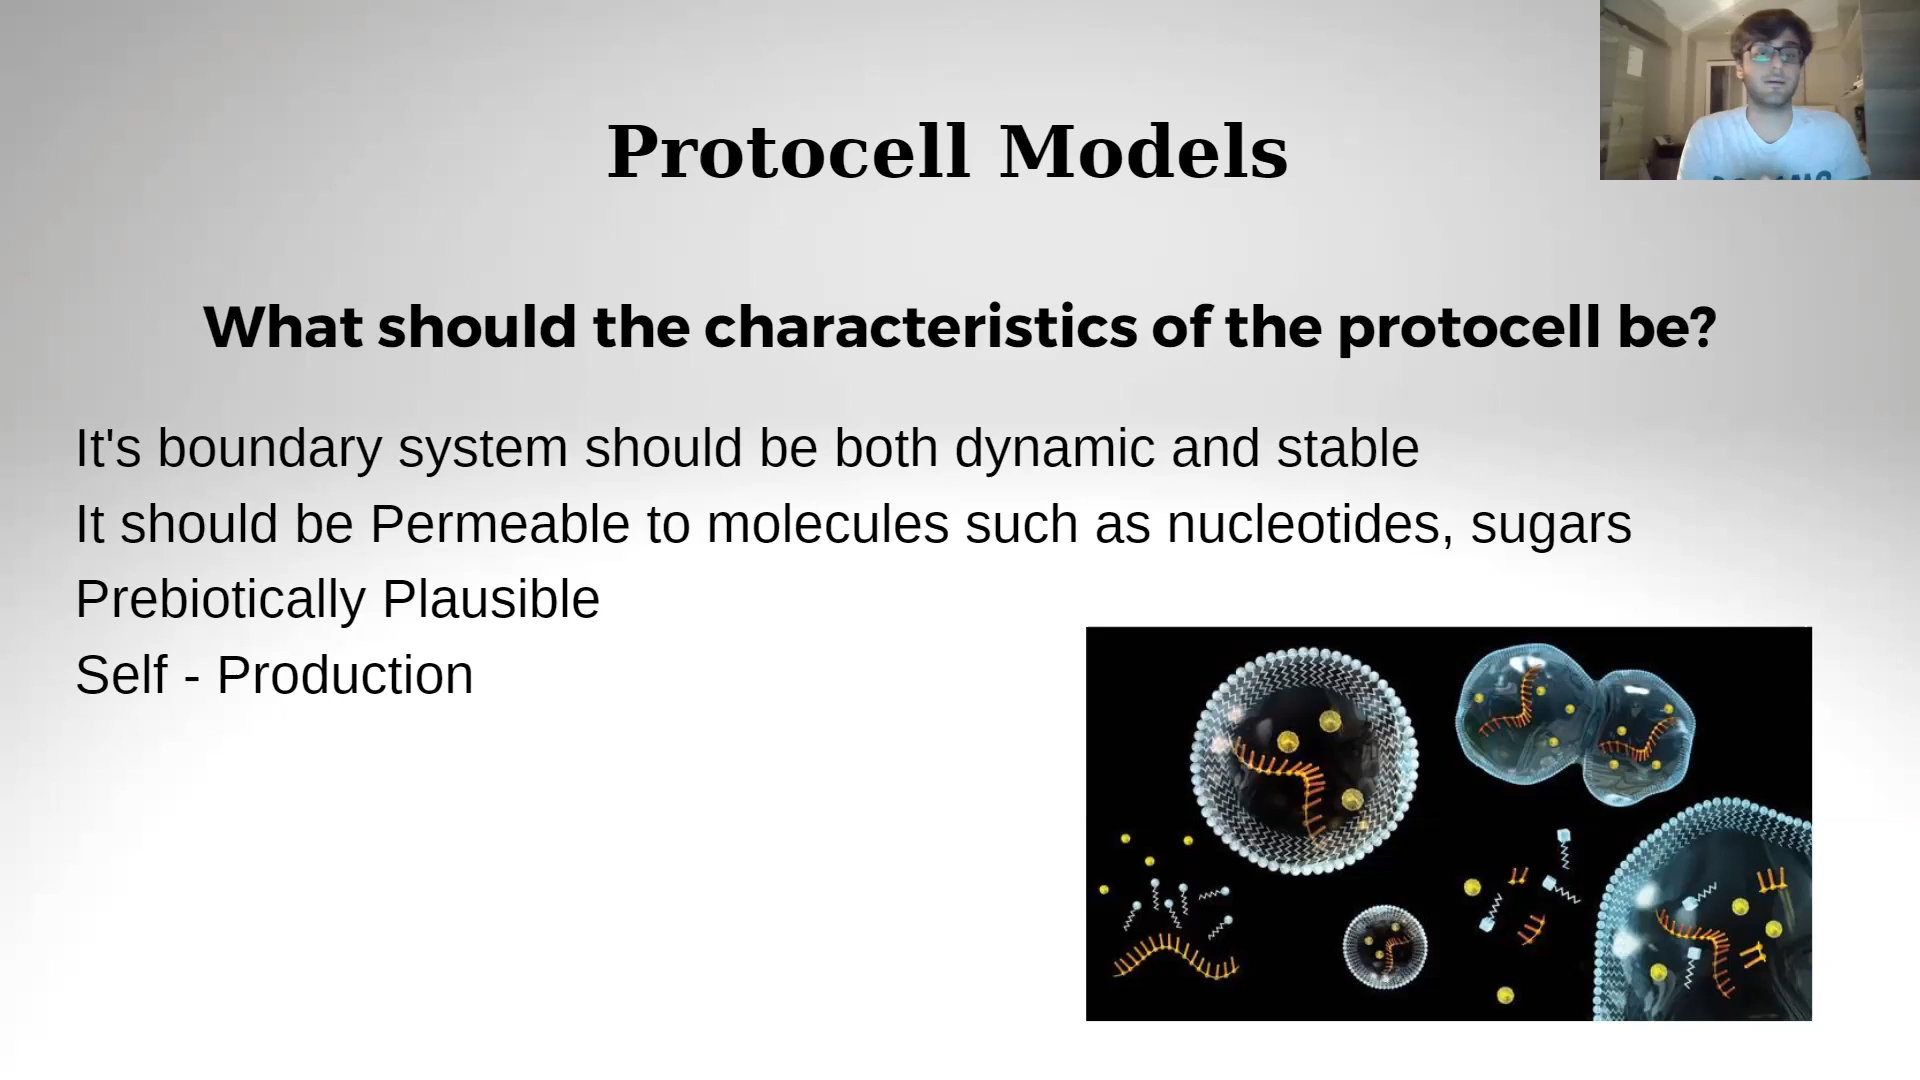 Protocell Models
What should the characteristics of the protocell be?
It's boundary system should be both dynamic and stable
It should be Permeable to molecules such as nucleotides, sugars
Prebiotically Plausible
Self - Production